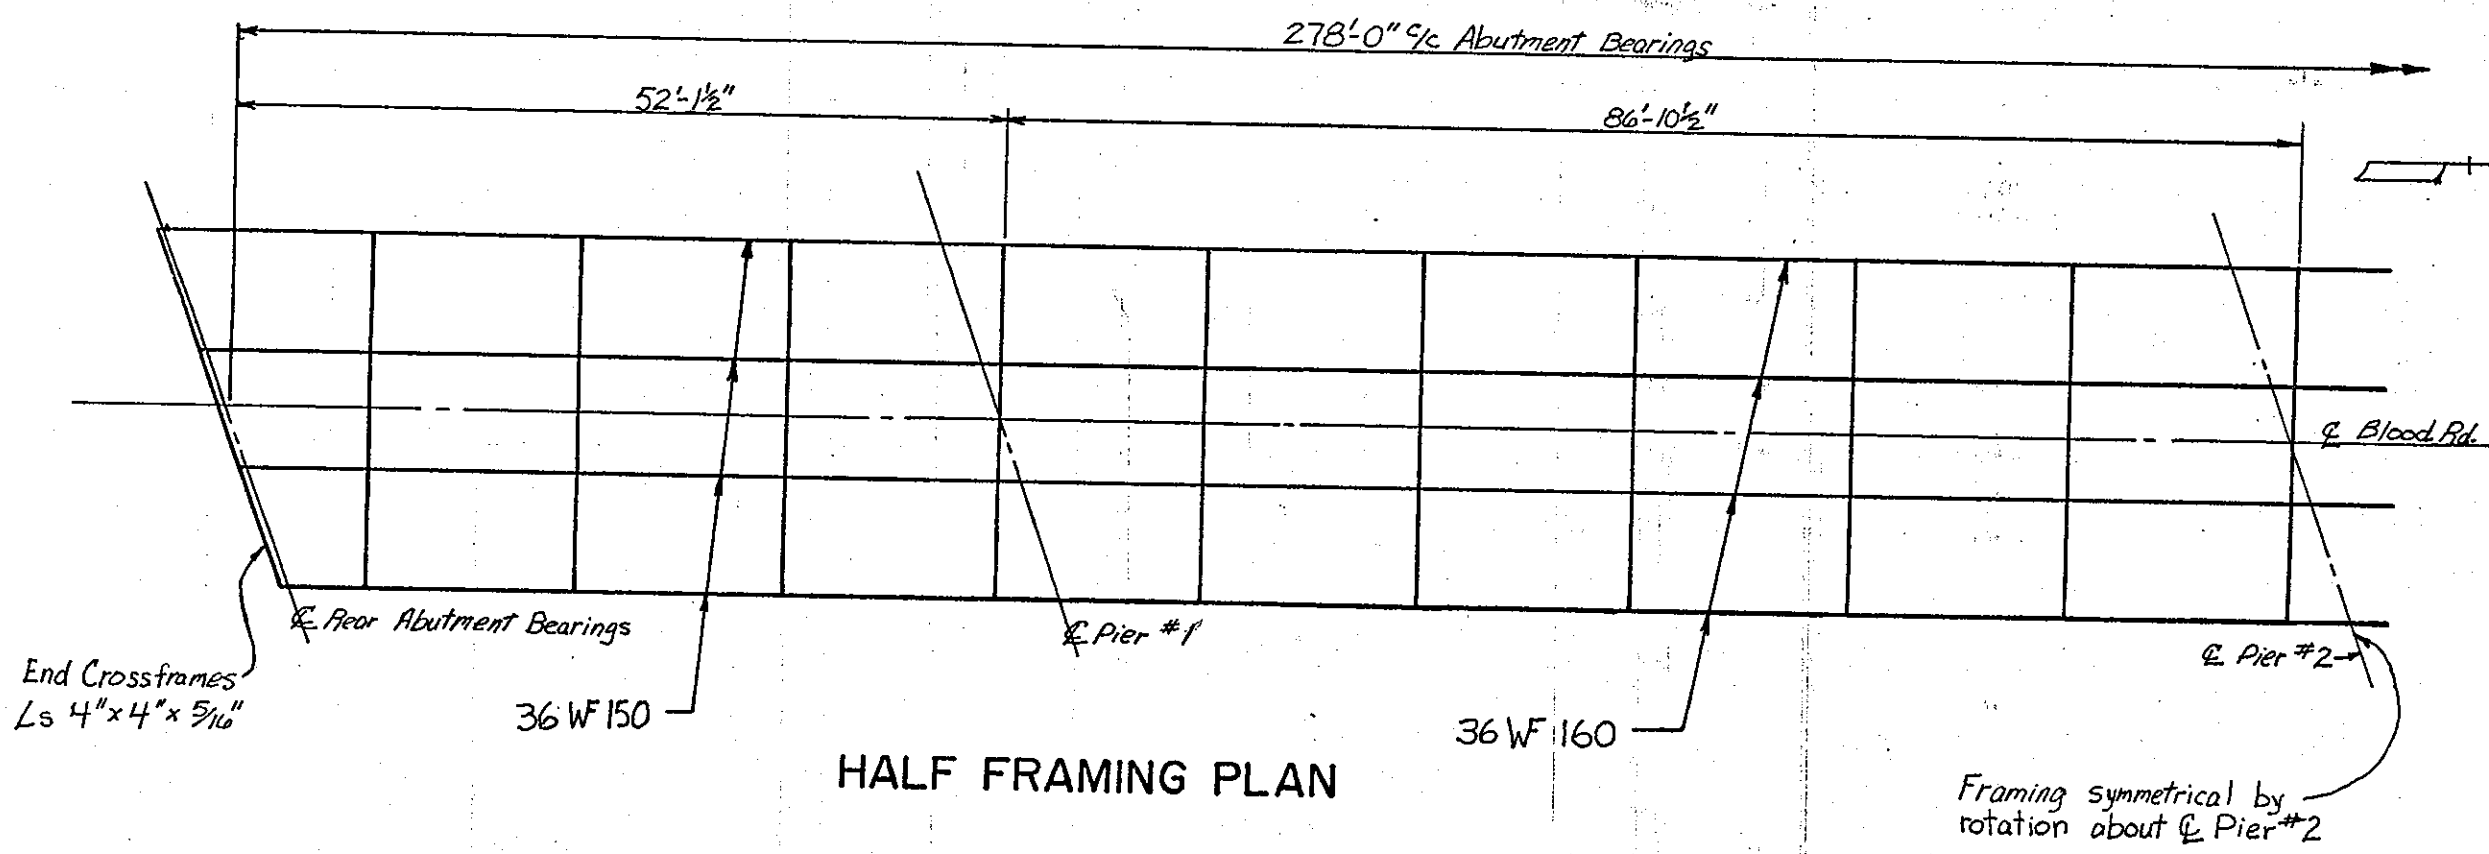 278'-0" c/c Abutment Bearings
52'-1½"
86'-10½"
℄ Blood Rd.
℄ Rear Abutment Bearings
℄ Pier #1
℄ Pier #2
End Crossframes
Ls 4"x4"x 5/16"
36 WF 150
36 WF 160
HALF FRAMING PLAN
Framing symmetrical by
rotation about ℄ Pier #2